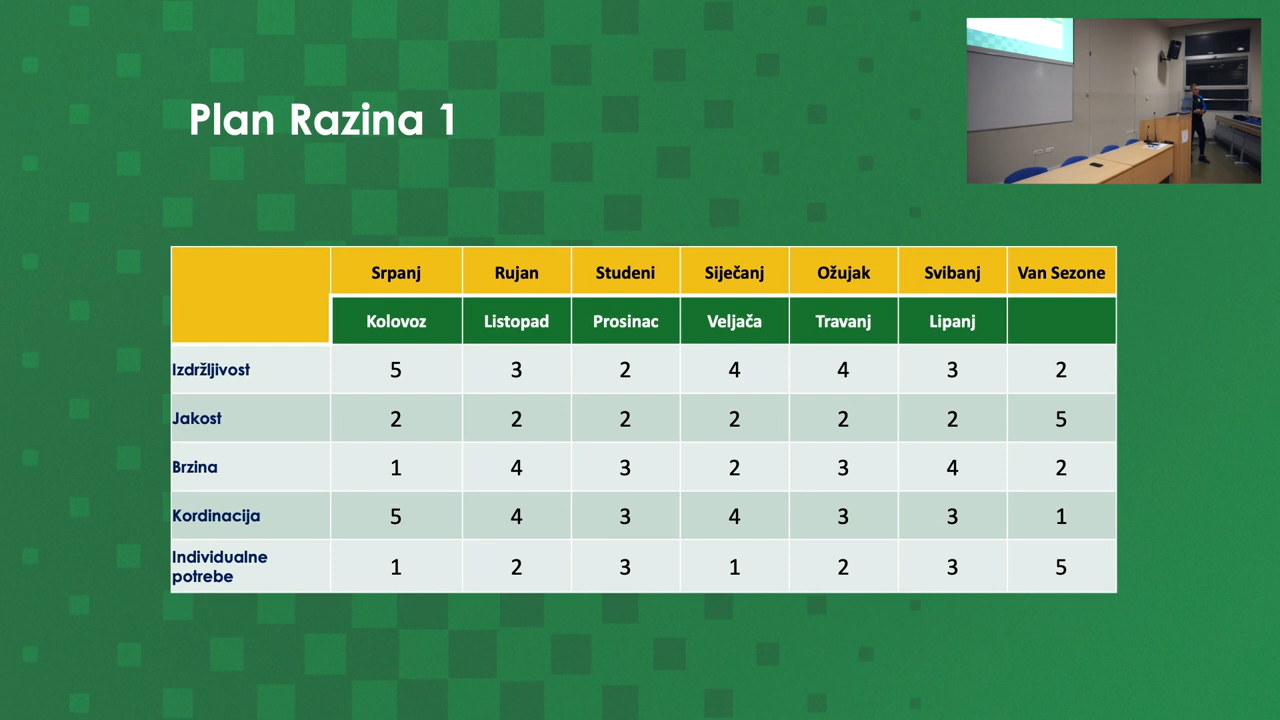 Plan Razina 1
Srpanj Rujan Studeni Siječanj Ožujak Svibanj Van Sezone
Kolovoz Listopad Prosinac Veljača Travanj Lipanj
Izdržljivost 5 3 2 4 4 3 2
Jakost 2 2 2 2 2 2 5
Brzina 1 4 3 2 3 4 2
Kordinacija 5 4 3 4 3 3 1
Individualne
potrebe 1 2 3 1 2 3 5